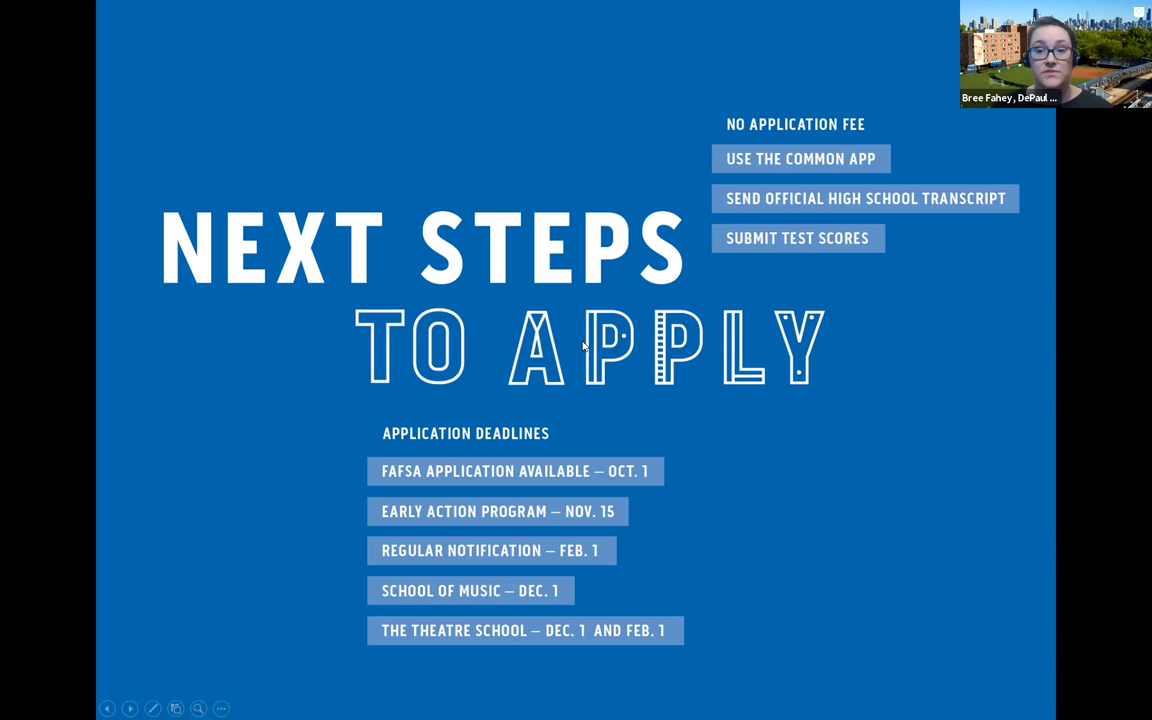 Bree Fahey, DePaul ...
NO APPLICATION FEE
USE THE COMMON APP
SEND OFFICIAL HIGH SCHOOL TRANSCRIPT
SUBMIT TEST SCORES
NEXT STEPS
TO APPLY
APPLICATION DEADLINES
FAFSA APPLICATION AVAILABLE – OCT. 1
EARLY ACTION PROGRAM – NOV. 15
REGULAR NOTIFICATION – FEB. 1
SCHOOL OF MUSIC – DEC. 1
THE THEATRE SCHOOL – DEC. 1 AND FEB. 1